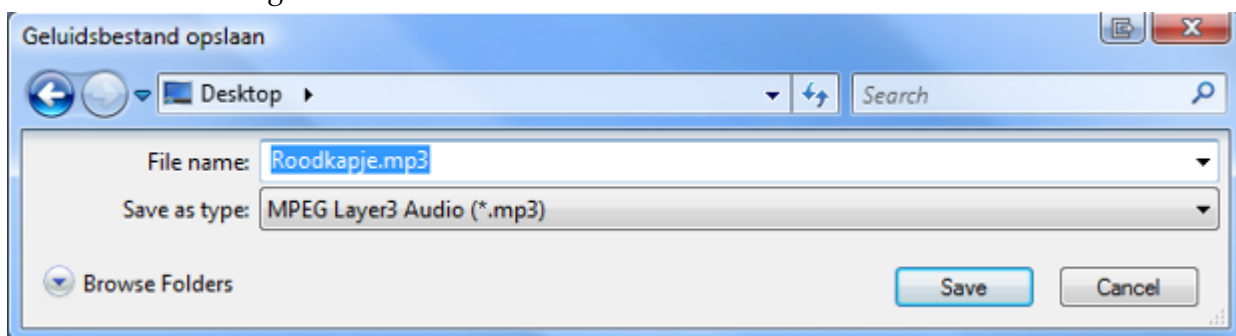 Geluidsbestand opslaan
Desktop
Search
File name: Roodkapje.mp3
Save as type: MPEG Layer3 Audio (*.mp3)
Browse Folders
Save Cancel